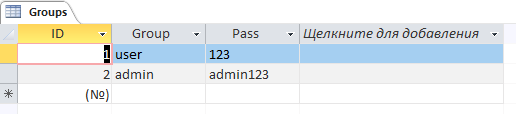 Groups
ID Group Pass Щелкните для добавления
1 user 123
2 admin admin123
* (№)